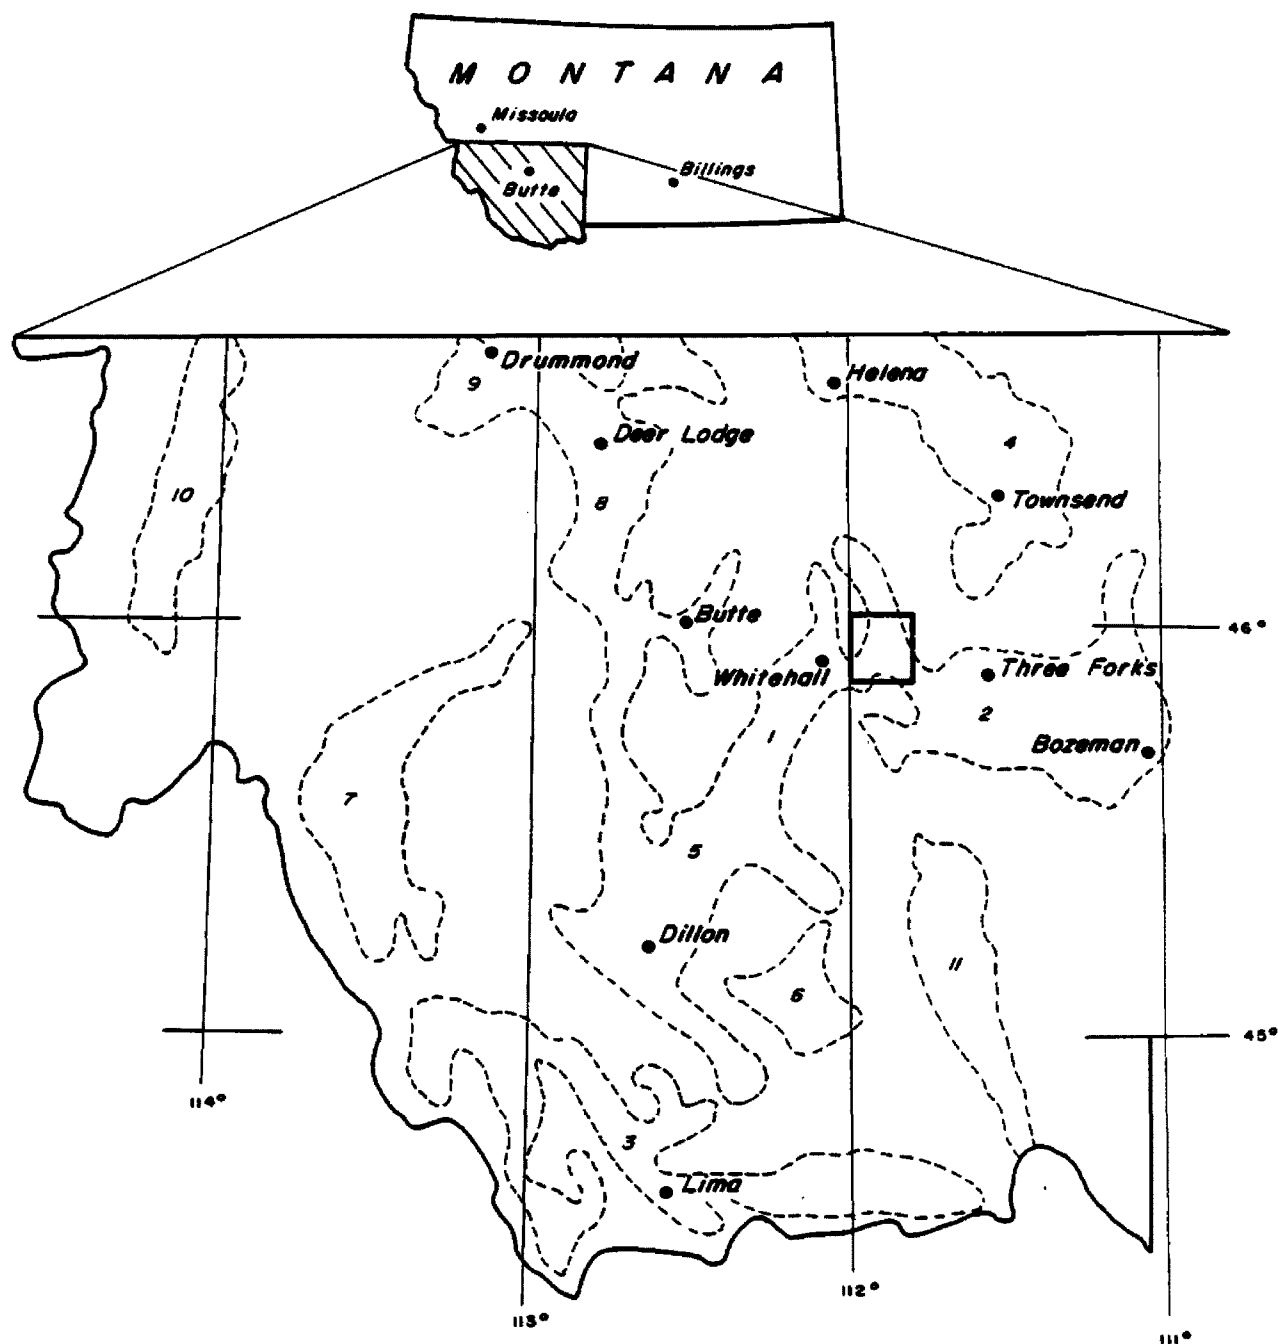 MONTANA
Missoula
Billings
Butte
Drummond
Helena
9
Deer Lodge
4
10
Townsend
8
Butte
46°
Whitehall
Three Forks
2
1
Bozeman
7
5
Dillon
11
6
45°
114°
3
Lima
112°
113°
111°